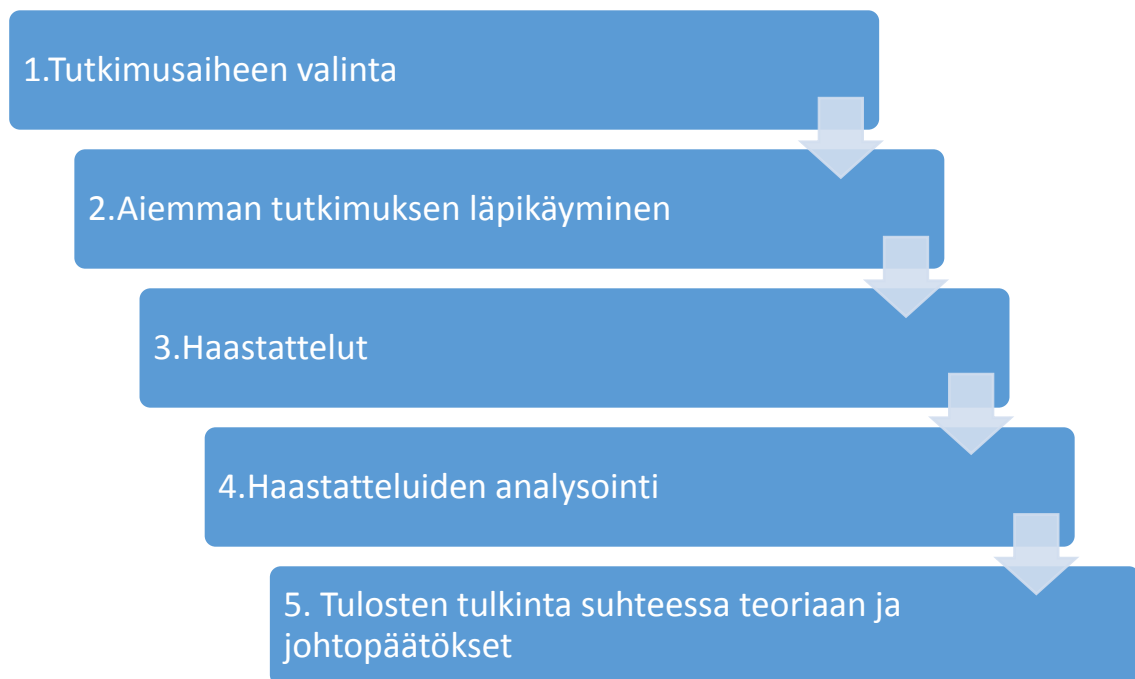 1.Tutkimusaiheen valinta
2.Aiemman tutkimuksen läpikäyminen
3.Haastattelut
4.Haastatteluiden analysointi
5. Tulosten tulkinta suhteessa teoriaan ja
johtopäätökset